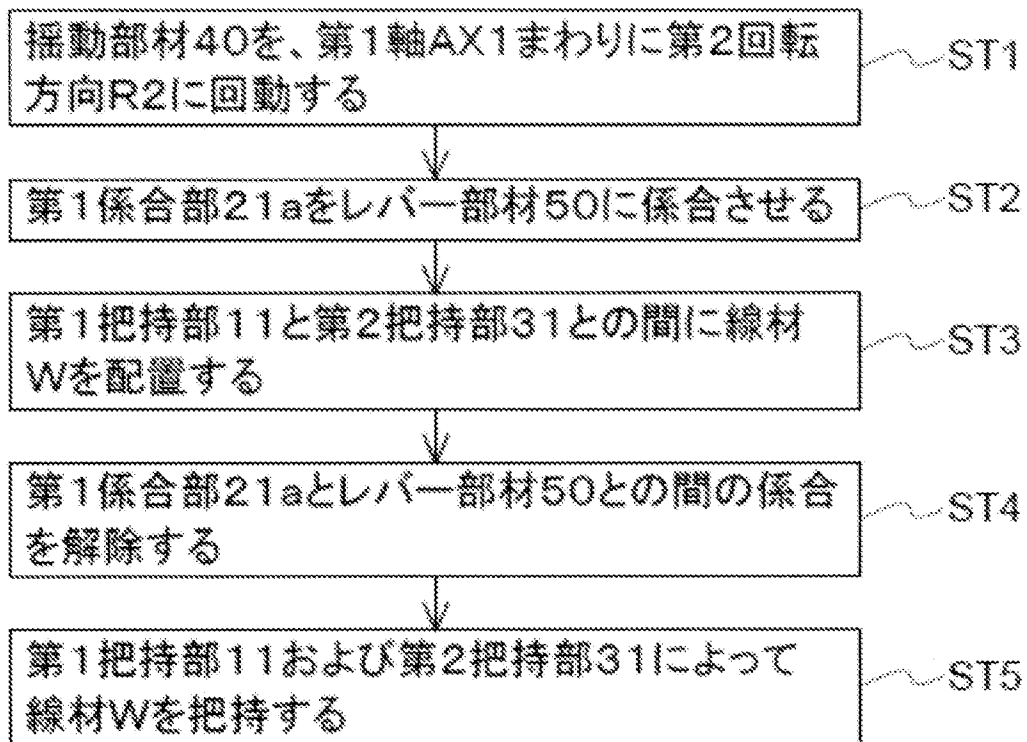 揺動部材40を、第1軸AX1まわりに第2回転
方向R2に回動する
ST1
第1係合部21aをレバー部材50に係合させる
ST2
第1把持部11と第2把持部31との間に線材
Wを配置する
ST3
第1係合部21aとレバー部材50との間の係合
を解除する
ST4
第1把持部11および第2把持部31によって
線材Wを把持する
ST5